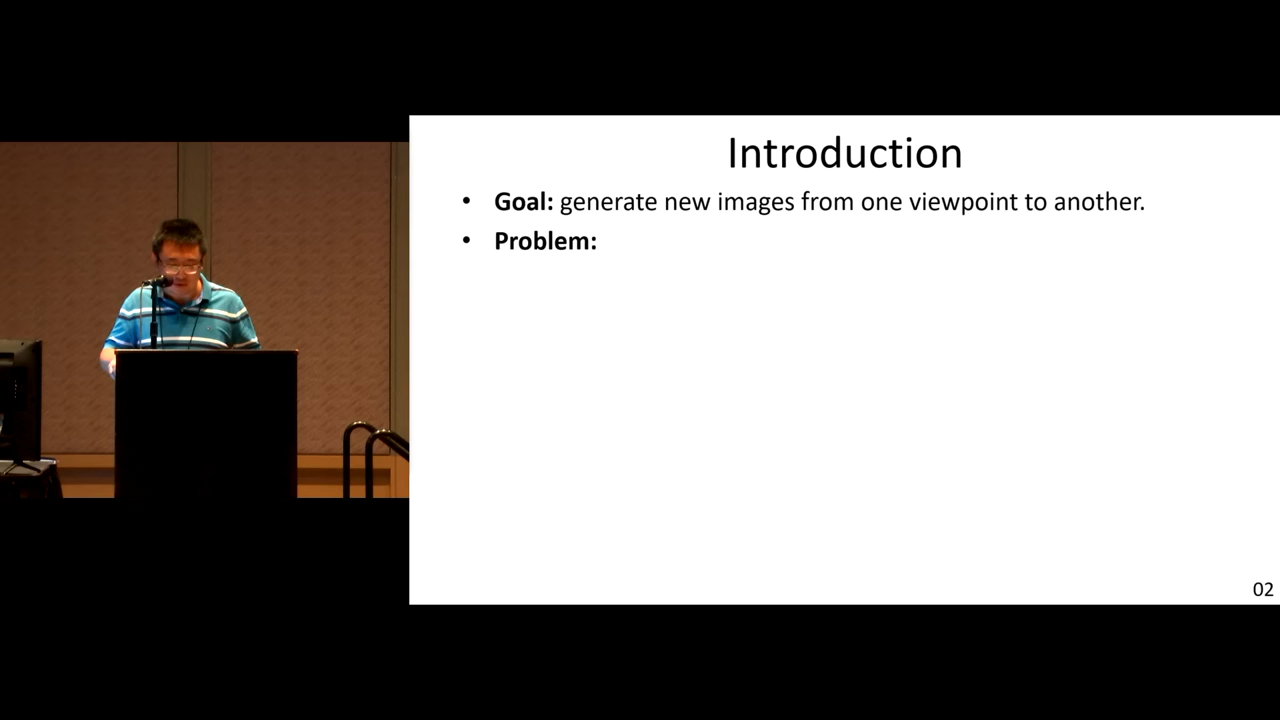 Introduction
• Goal: generate new images from one viewpoint to another.
• Problem:
02